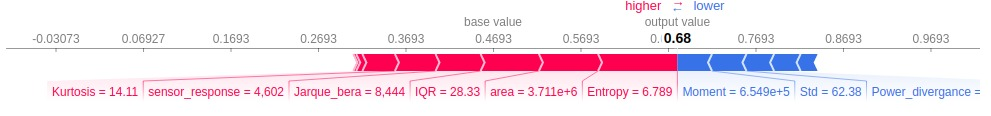 higher ⇄ lower
base value output value
-0.03073 0.06927 0.1693 0.2693 0.3693 0.4693 0.5693 0.68 0.7693 0.8693 0.9693
Kurtosis = 14.11 sensor_response = 4,602 Jarque_bera = 8,444 IQR = 28.33 area = 3.711e+6 Entropy = 6.789 Moment = 6.549e+5 Std = 62.38 Power_divergance =